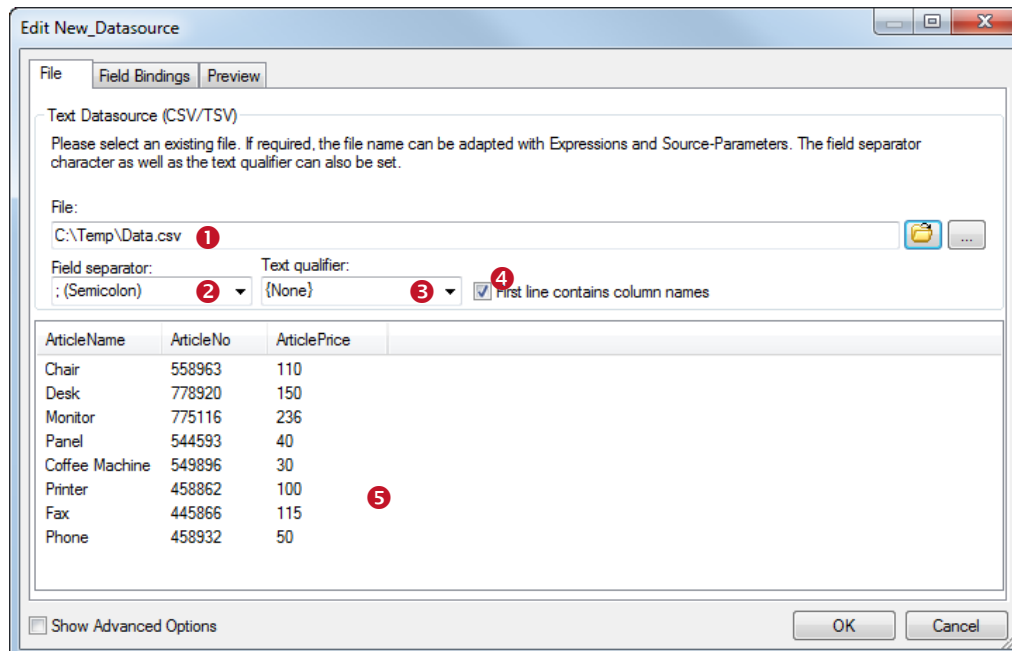 Edit New_Datasource
File Field Bindings Preview
Text Datasource (CSV/TSV)
Please select an existing file. If required, the file name can be adapted with Expressions and Source-Parameters. The field separator
character as well as the text qualifier can also be set.
File:
C:\Temp\Data.csv 1 ...
Field separator: Text qualifier: 4
; (Semicolon) 2 {None} 3 First line contains column names
ArticleName ArticleNo ArticlePrice
Chair 558963 110
Desk 778920 150
Monitor 775116 236
Panel 544593 40
Coffee Machine 549896 30
Printer 458862 100
5
Fax 445866 115
Phone 458932 50
Show Advanced Options OK Cancel